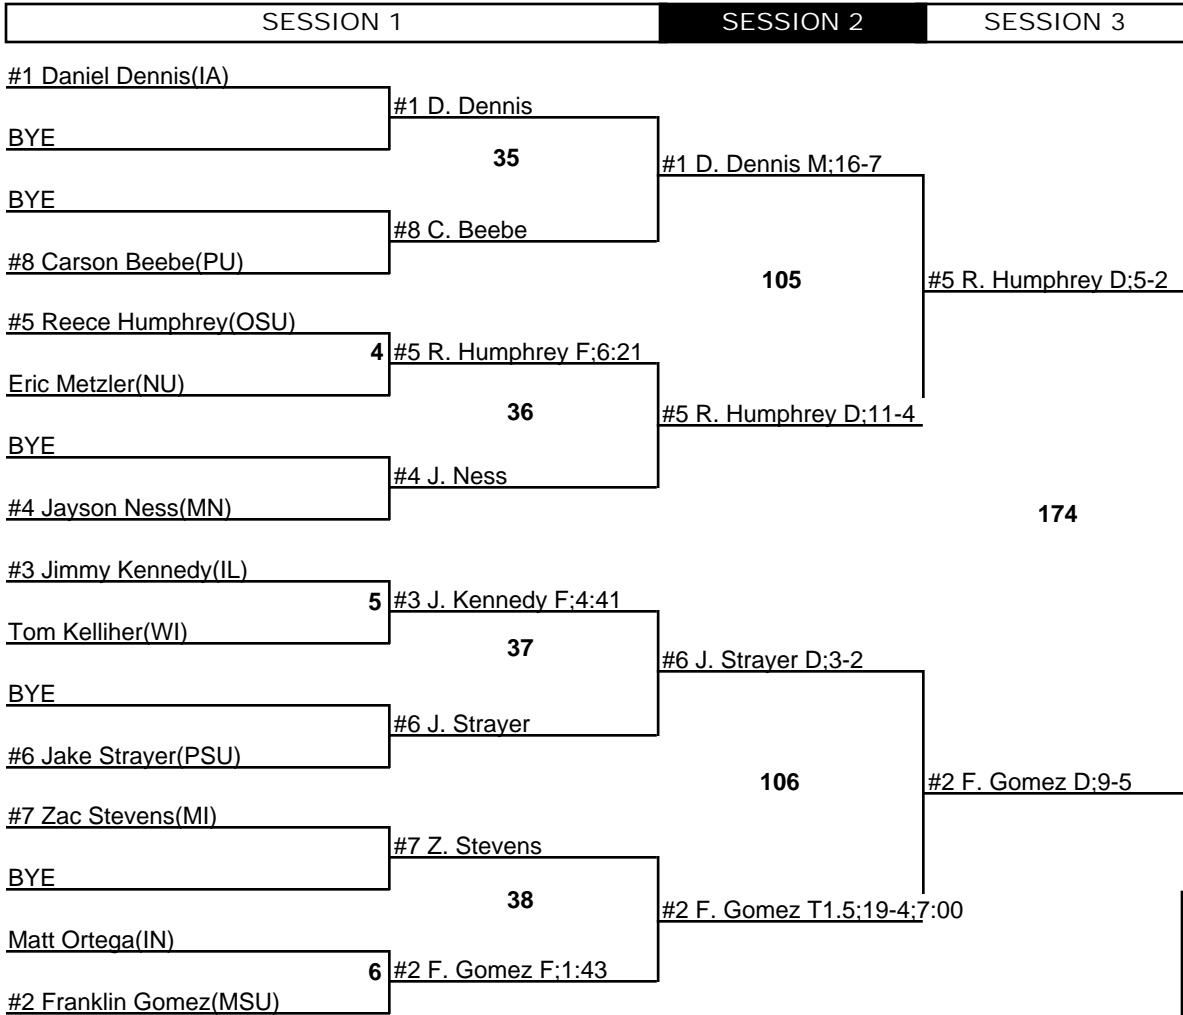 SESSION 1 SESSION 2 SESSION 3
#1 Daniel Dennis(IA)
#1 D. Dennis
BYE
35
#1 D. Dennis M;16-7
BYE
#8 C. Beebe
#8 Carson Beebe(PU)
105
#5 R. Humphrey D;5-2
#5 Reece Humphrey(OSU)
4 #5 R. Humphrey F;6:21
Eric Metzler(NU)
36
#5 R. Humphrey D;11-4
BYE
#4 J. Ness
#4 Jayson Ness(MN)
174
#3 Jimmy Kennedy(IL)
5 #3 J. Kennedy F;4:41
Tom Kelliher(WI)
37
#6 J. Strayer D;3-2
BYE
#6 J. Strayer
#6 Jake Strayer(PSU)
106
#2 F. Gomez D;9-5
#7 Zac Stevens(MI)
#7 Z. Stevens
BYE
38
#2 F. Gomez T1.5;19-4;7:00
Matt Ortega(IN)
6 #2 F. Gomez F;1:43
#2 Franklin Gomez(MSU)